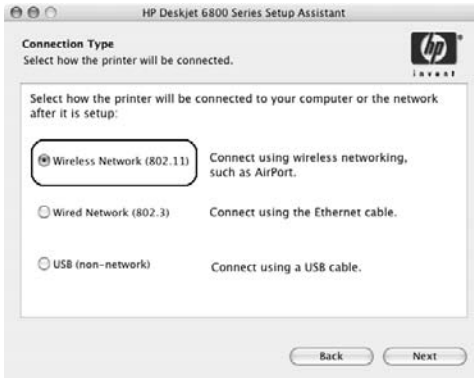 HP Deskjet 6800 Series Setup Assistant
Connection Type
Select how the printer will be connected.
hp
invent
Select how the printer will be connected to your computer or the network
after it is setup:
Wireless Network (802.11)
Connect using wireless networking,
such as AirPort.
Wired Network (802.3)
Connect using the Ethernet cable.
USB (non-network)
Connect using a USB cable.
Back
Next